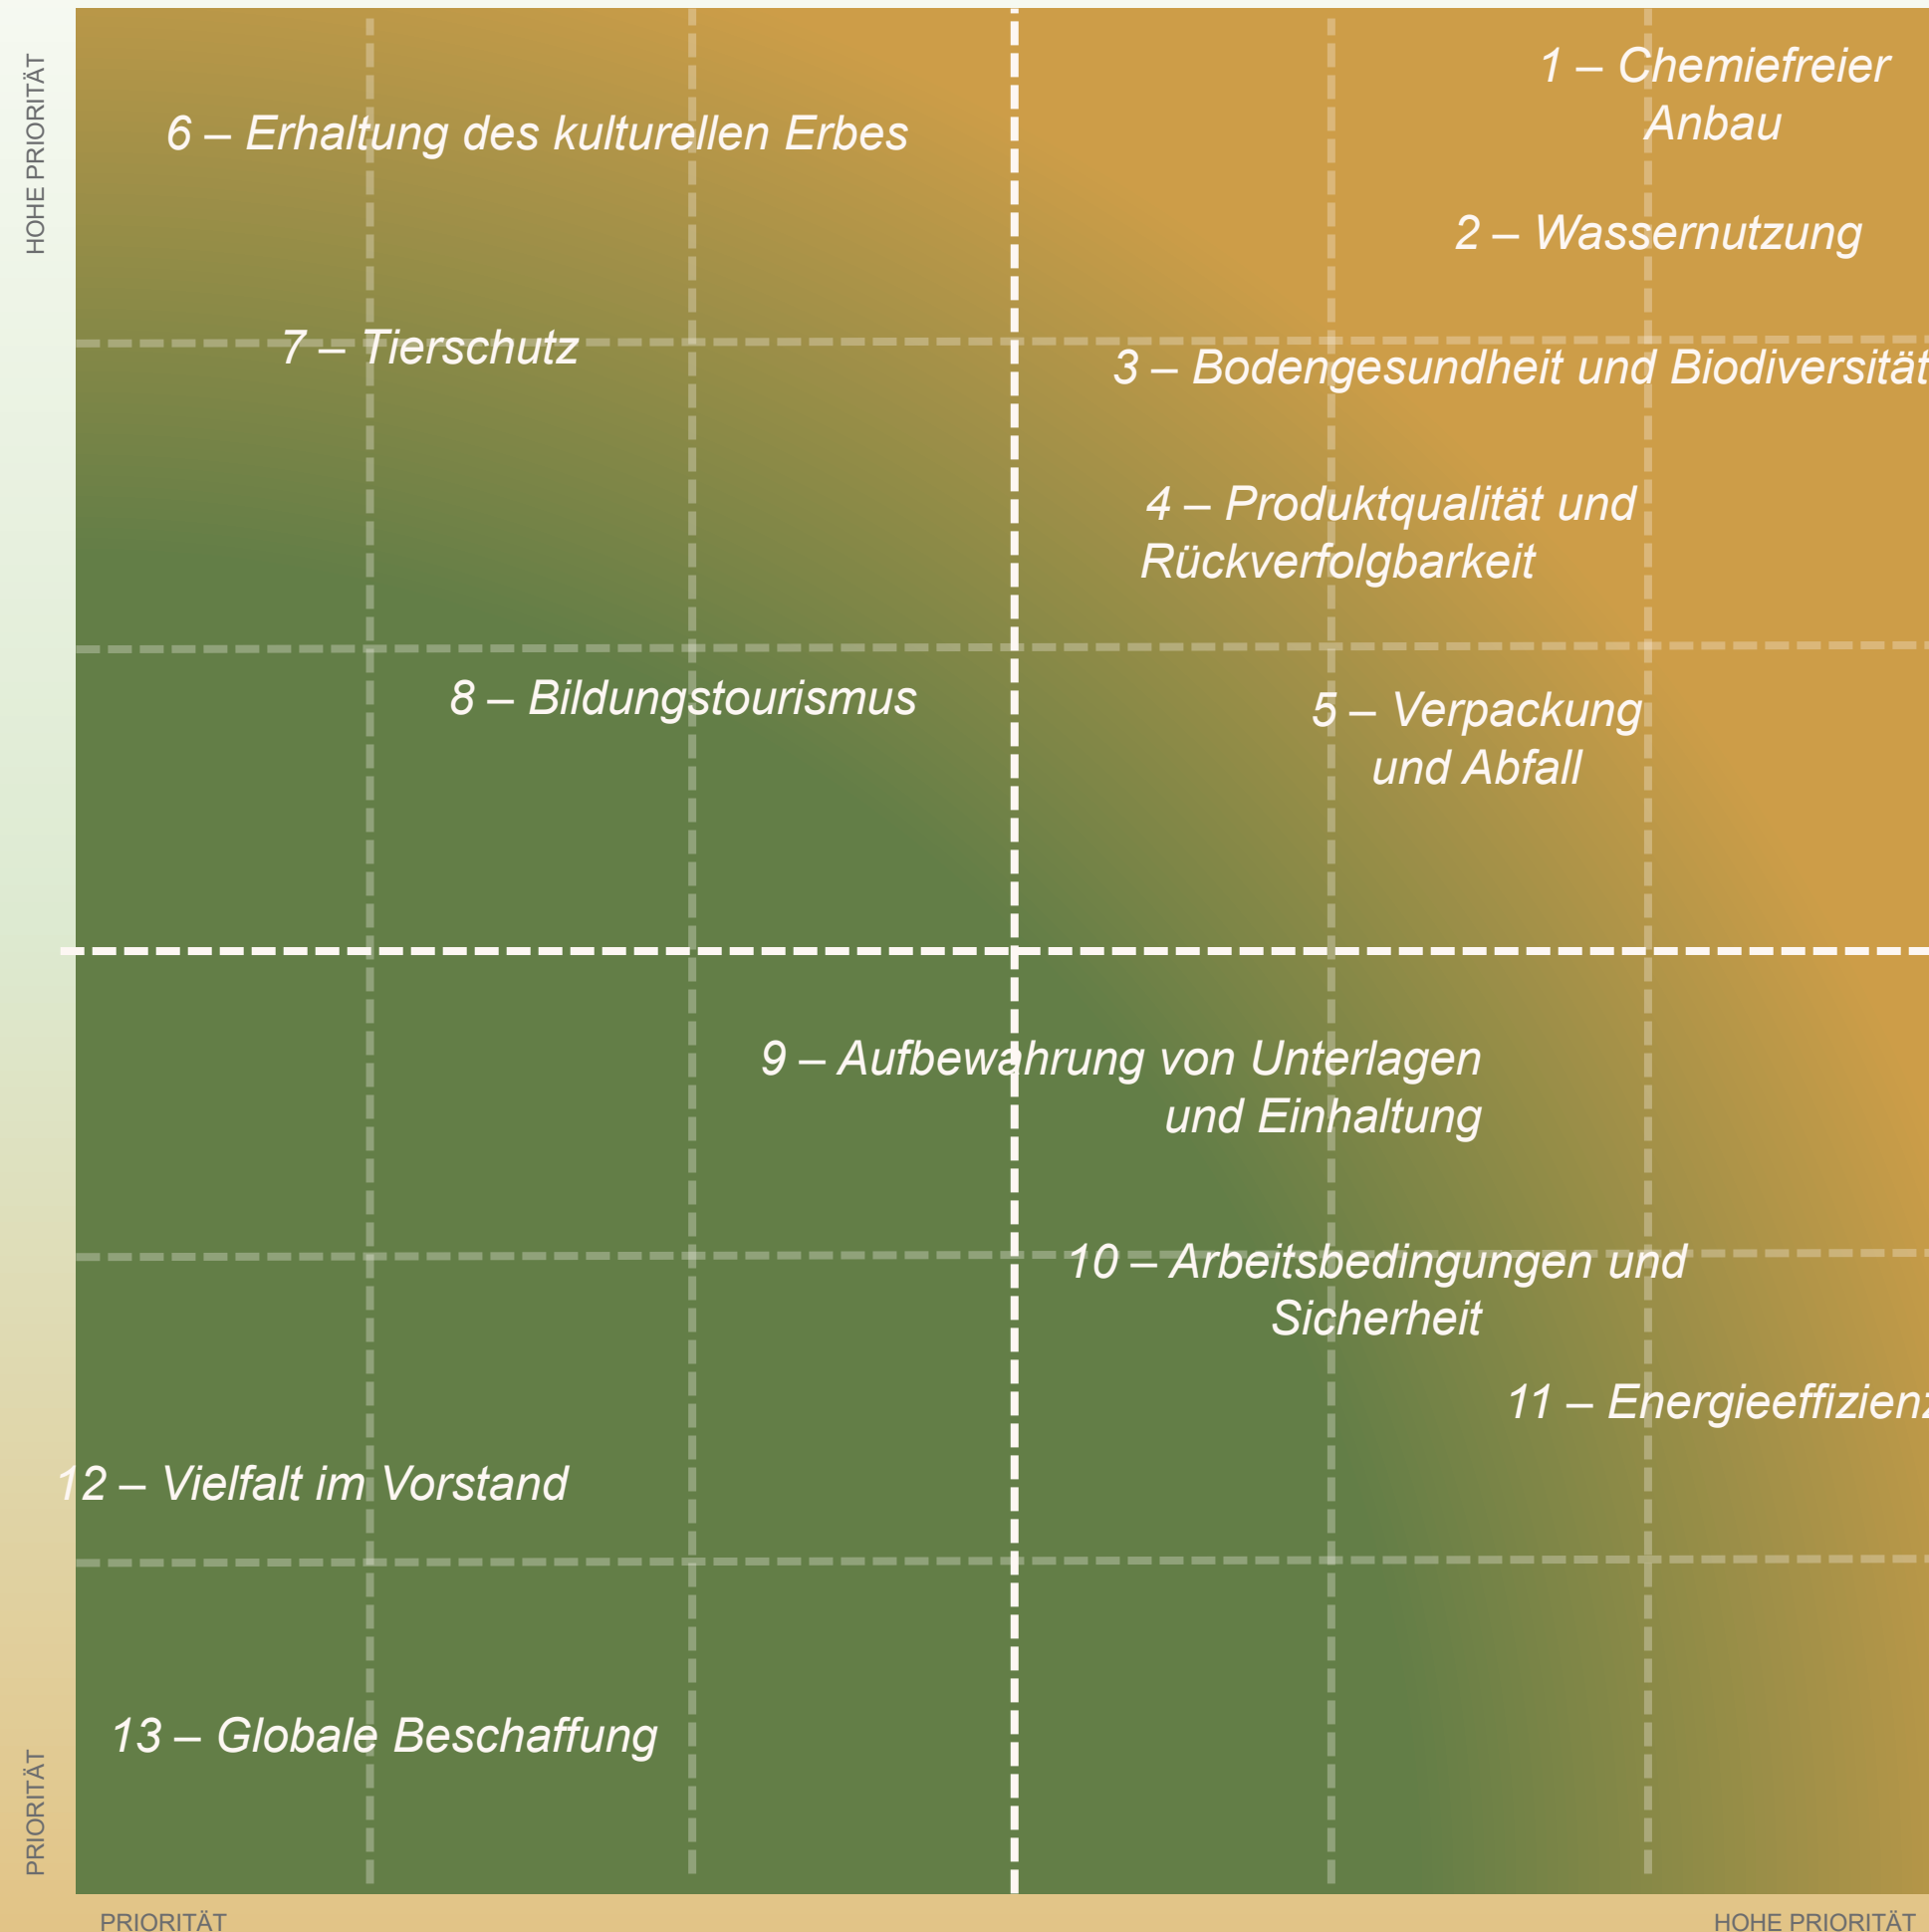 HOHE PRIORITÄT
1 – Chemiefreier
Anbau
6 – Erhaltung des kulturellen Erbes
2 – Wassernutzung
7 – Tierschutz
3 – Bodengesundheit und Biodiversität
4 – Produktqualität und
Rückverfolgbarkeit
8 – Bildungstourismus
5 – Verpackung
und Abfall
9 – Aufbewahrung von Unterlagen
und Einhaltung
10 – Arbeitsbedingungen und
Sicherheit
11 – Energieeffizienz
12 – Vielfalt im Vorstand
13 – Globale Beschaffung
PRIORITÄT
PRIORITÄT
HOHE PRIORITÄT